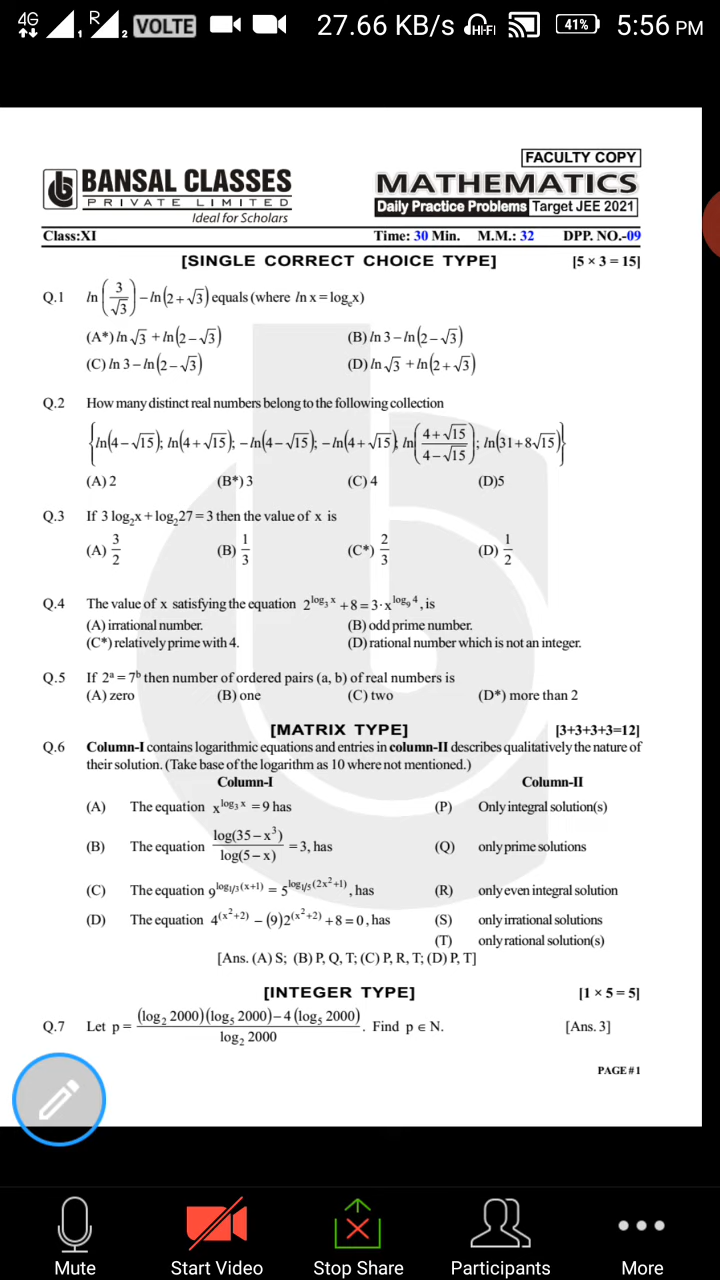 4G 1 R 2 VOLTE 27.66 KB/s HI-FI 41% 5:56 PM
FACULTY COPY
BANSAL CLASSES
PRIVATE LIMITED
Ideal for Scholars
MATHEMATICS
Daily Practice Problems Target JEE 2021
Class:XI Time: 30 Min. M.M.: 32 DPP. NO.-09
[SINGLE CORRECT CHOICE TYPE] [5 × 3 = 15]
Q.1 ln(3/√3) – ln(2+√3) equals (where ln x = logₑx)
(A*) ln √3 + ln(2–√3) (B) ln 3 – ln(2–√3)
(C) ln 3 – ln(2–√3) (D) ln √3 + ln(2+√3)
Q.2 How many distinct real numbers belong to the following collection
{ln(4–√15); ln(4+√15); –ln(4–√15); –ln(4+√15); ln((4+√15)/(4–√15)); ln(31+8√15)}
(A) 2 (B*) 3 (C) 4 (D)5
Q.3 If 3 log₂x + log₂27 = 3 then the value of x is
(A) 3/2 (B) 1/3 (C*) 2/3 (D) 1/2
Q.4 The value of x satisfying the equation 2^(log₃ x) + 8 = 3·x^(log₉ 4), is
(A) irrational number. (B) odd prime number.
(C*) relatively prime with 4. (D) rational number which is not an integer.
Q.5 If 2ᵃ = 7ᵇ then number of ordered pairs (a, b) of real numbers is
(A) zero (B) one (C) two (D*) more than 2
[MATRIX TYPE] [3+3+3+3=12]
Q.6 Column-I contains logarithmic equations and entries in column-II describes qualitatively the nature of
their solution. (Take base of the logarithm as 10 where not mentioned.)
Column-I Column-II
(A) The equation x^(log₃ x) = 9 has (P) Only integral solution(s)
(B) The equation log(35–x³)/log(5–x) = 3, has (Q) only prime solutions
(C) The equation 9^(log_(1/3)(x+1)) = 5^(log_(1/5)(2x²+1)), has (R) only even integral solution
(D) The equation 4^(x²+2) – (9)2^(x²+2) + 8 = 0, has (S) only irrational solutions
(T) only rational solution(s)
[Ans. (A) S; (B) P, Q, T; (C) P, R, T; (D) P, T]
[INTEGER TYPE] [1 × 5 = 5]
Q.7 Let p = ((log₂ 2000)(log₅ 2000) – 4 (log₅ 2000))/(log₂ 2000). Find p ∈ N. [Ans. 3]
PAGE # 1
Mute Start Video Stop Share Participants More